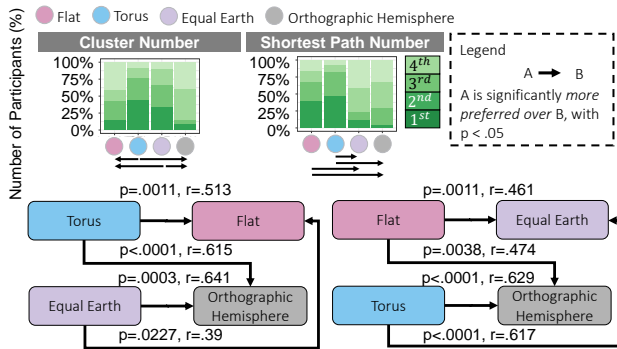 Flat Torus Equal Earth Orthographic Hemisphere
Cluster Number
Shortest Path Number
Number of Participants (%)
100%
75%
50%
25%
0%
100%
75%
50%
25%
0%
4th
3rd
2nd
1st
Legend
A B
A is significantly more
preferred over B, with
p < .05
p=.0011, r=.513
Torus
Flat
p<.0001, r=.615
p=.0003, r=.641
Equal Earth
Orthographic
Hemisphere
p=.0227, r=.39
p=.0011, r=.461
Flat
Equal Earth
p=.0038, r=.474
p<.0001, r=.629
Torus
Orthographic
Hemisphere
p<.0001, r=.617